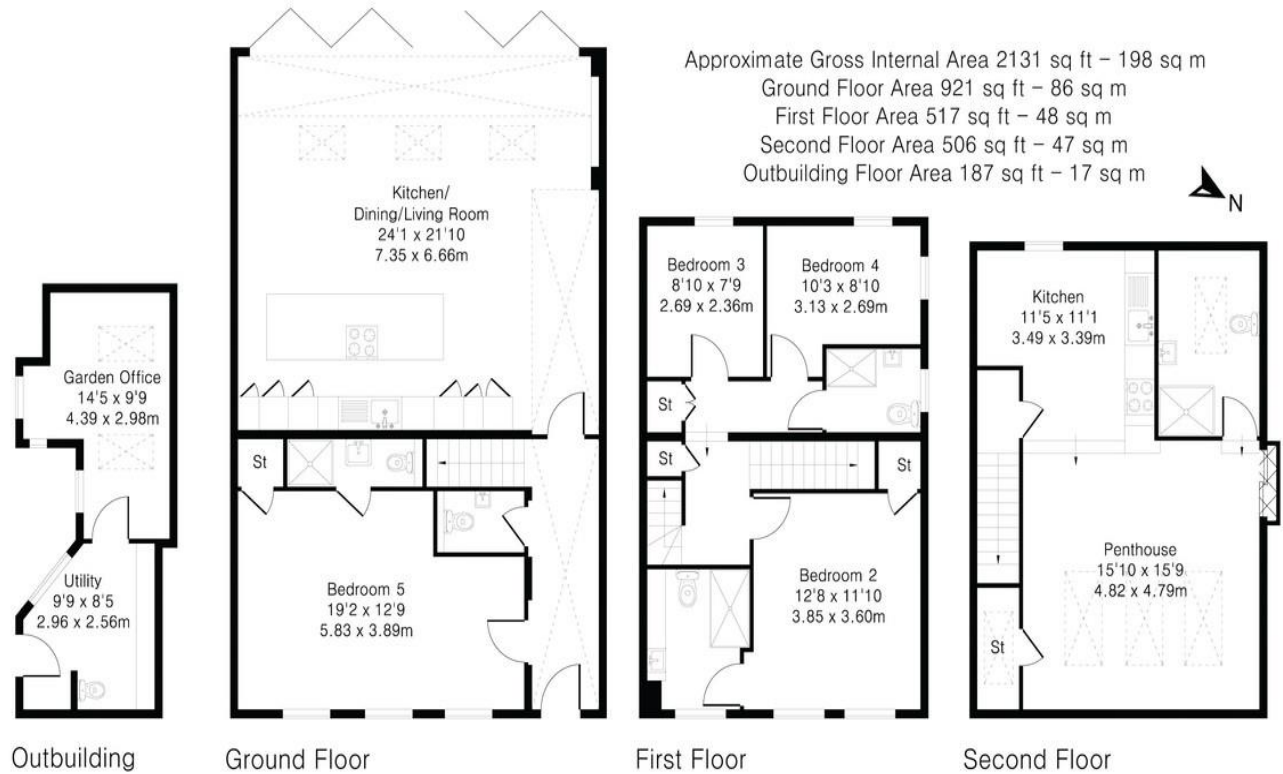 Approximate Gross Internal Area 2131 sq ft – 198 sq m
Ground Floor Area 921 sq ft – 86 sq m
First Floor Area 517 sq ft – 48 sq m
Second Floor Area 506 sq ft – 47 sq m
Outbuilding Floor Area 187 sq ft – 17 sq m
N
Garden Office
14'5 x 9'9
4.39 x 2.98m
Utility
9'9 x 8'5
2.96 x 2.56m
Outbuilding
Kitchen/
Dining/Living Room
24'1 x 21'10
7.35 x 6.66m
St
Bedroom 5
19'2 x 12'9
5.83 x 3.89m
Ground Floor
Bedroom 3
8'10 x 7'9
2.69 x 2.36m
Bedroom 4
10'3 x 8'10
3.13 x 2.69m
St
St
St
Bedroom 2
12'8 x 11'10
3.85 x 3.60m
First Floor
Kitchen
11'5 x 11'1
3.49 x 3.39m
Penthouse
15'10 x 15'9
4.82 x 4.79m
St
Second Floor